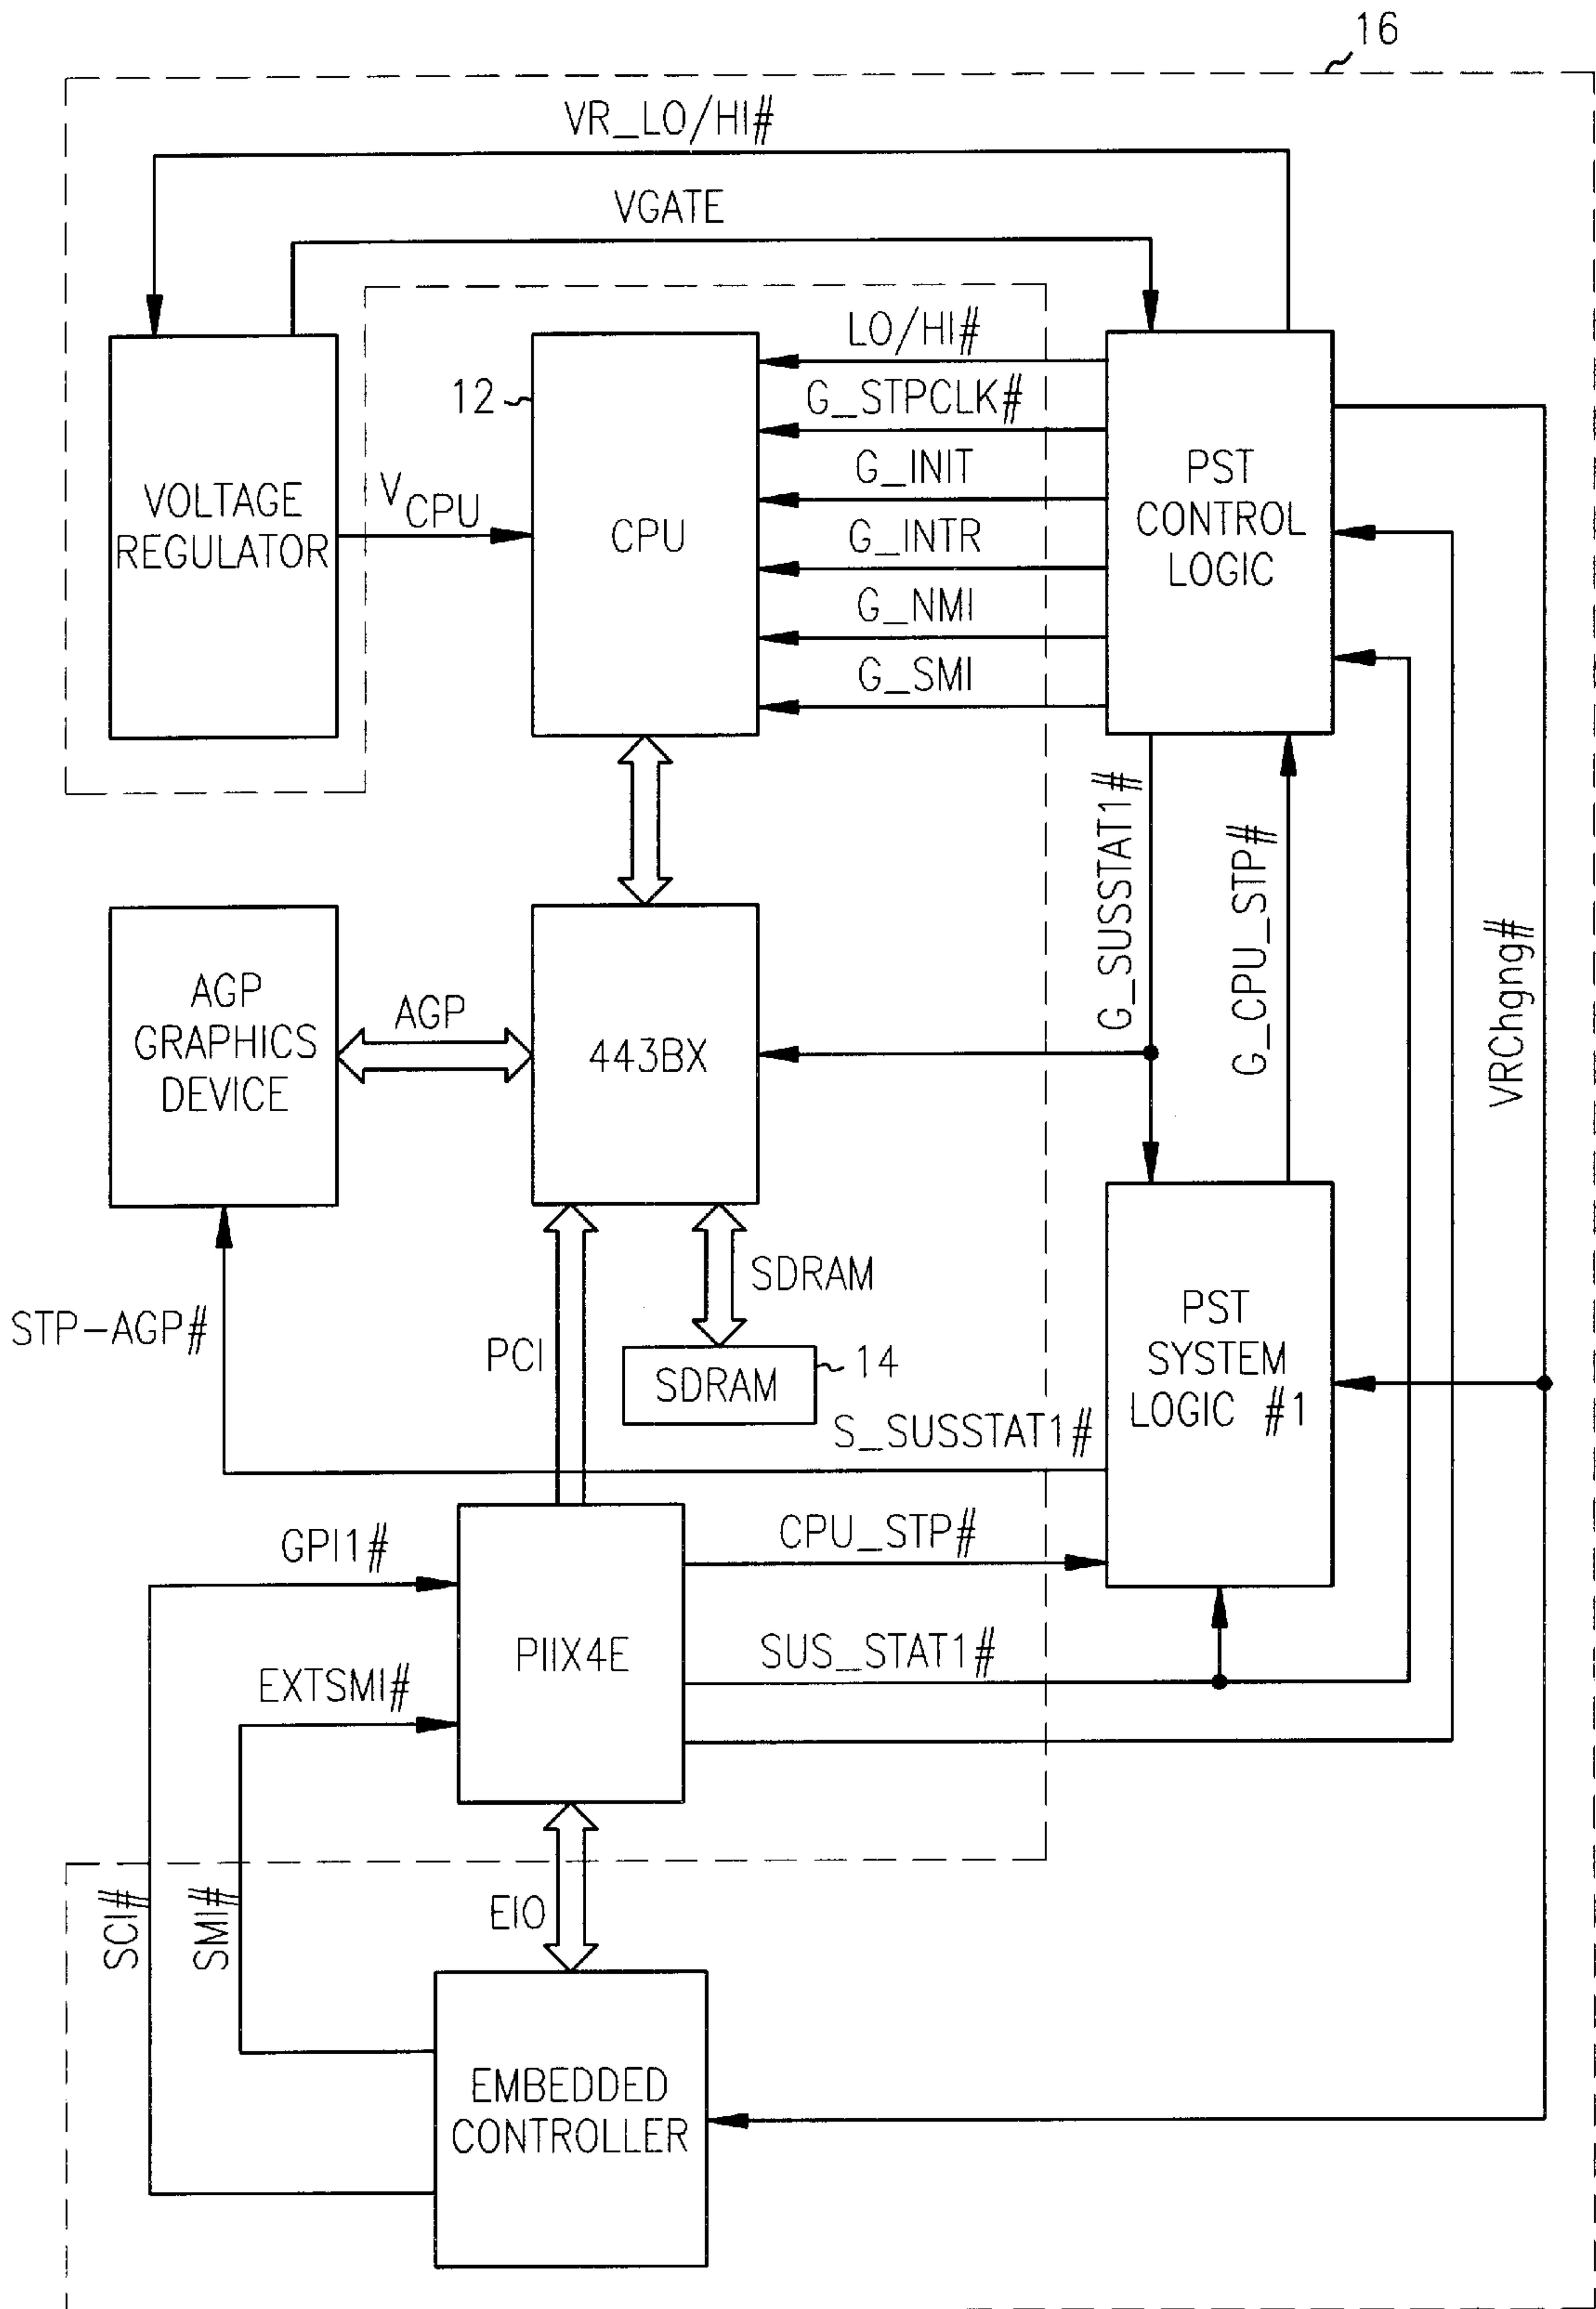 16
VR_LO/HI#
VGATE
LO/HI#
12
G_STPCLK#
G_INIT
VOLTAGE
REGULATOR
VCPU
CPU
G_INTR
G_NMI
G_SMI
PST
CONTROL
LOGIC
G_SUSSTAT1#
G_CPU_STP#
VRChgng#
AGP
GRAPHICS
DEVICE
AGP
443BX
STP-AGP#
PCI
SDRAM
SDRAM
14
PST
SYSTEM
LOGIC #1
S_SUSSTAT1#
GPI1#
CPU_STP#
PIIX4E
SUS_STAT1#
EXTSMI#
SCI#
SMI#
EIO
EMBEDDED
CONTROLLER